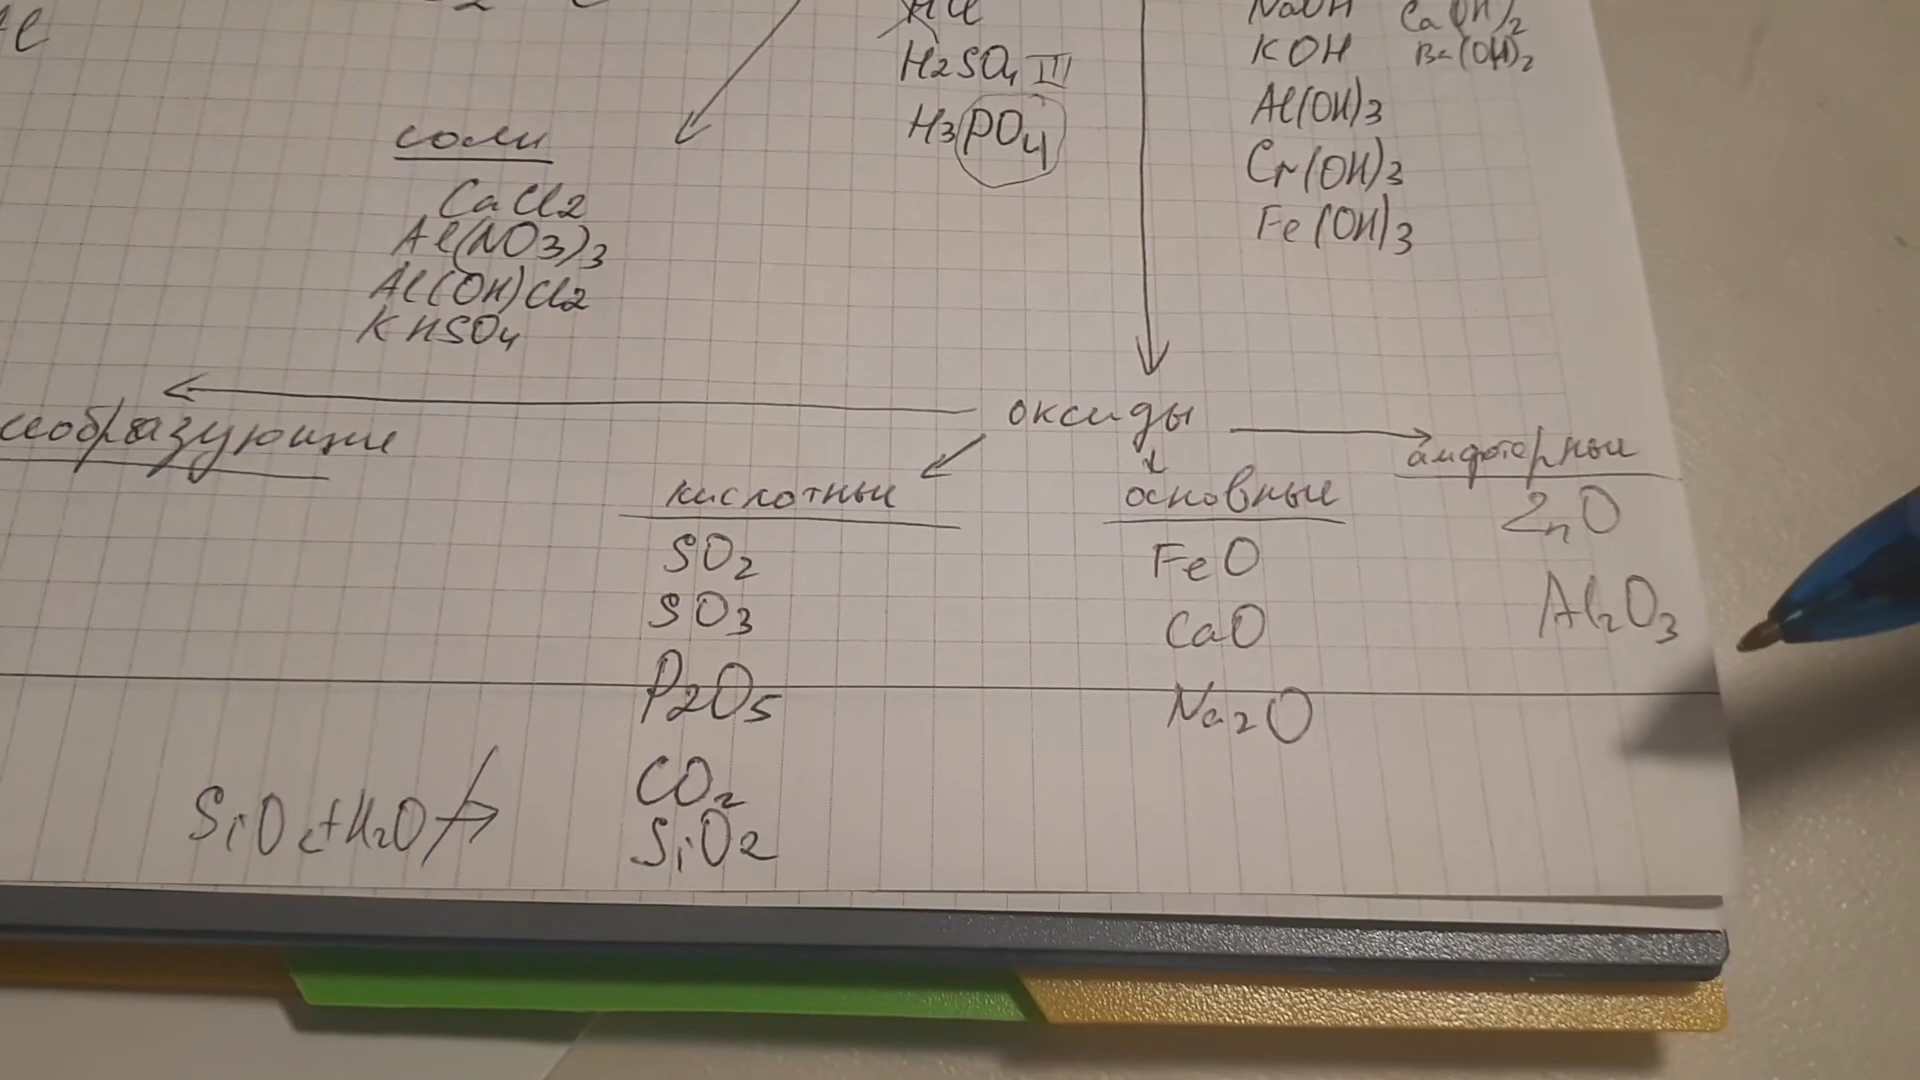 HCl
NaOH Ca(OH)2
H2SO4 III
KOH Ba(OH)2
H3PO4
Al(OH)3
Cr(OH)3
Fe(OH)3
соли
CaCl2
Al(NO3)3
Al(OH)Cl2
KHSO4
оксиды
еобразующие
амфотерные
ZnO
Al2O3
кислотные
SO2
SO3
P2O5
CO2
SiO2
основные
FeO
CaO
Na2O
SiO2+H2O